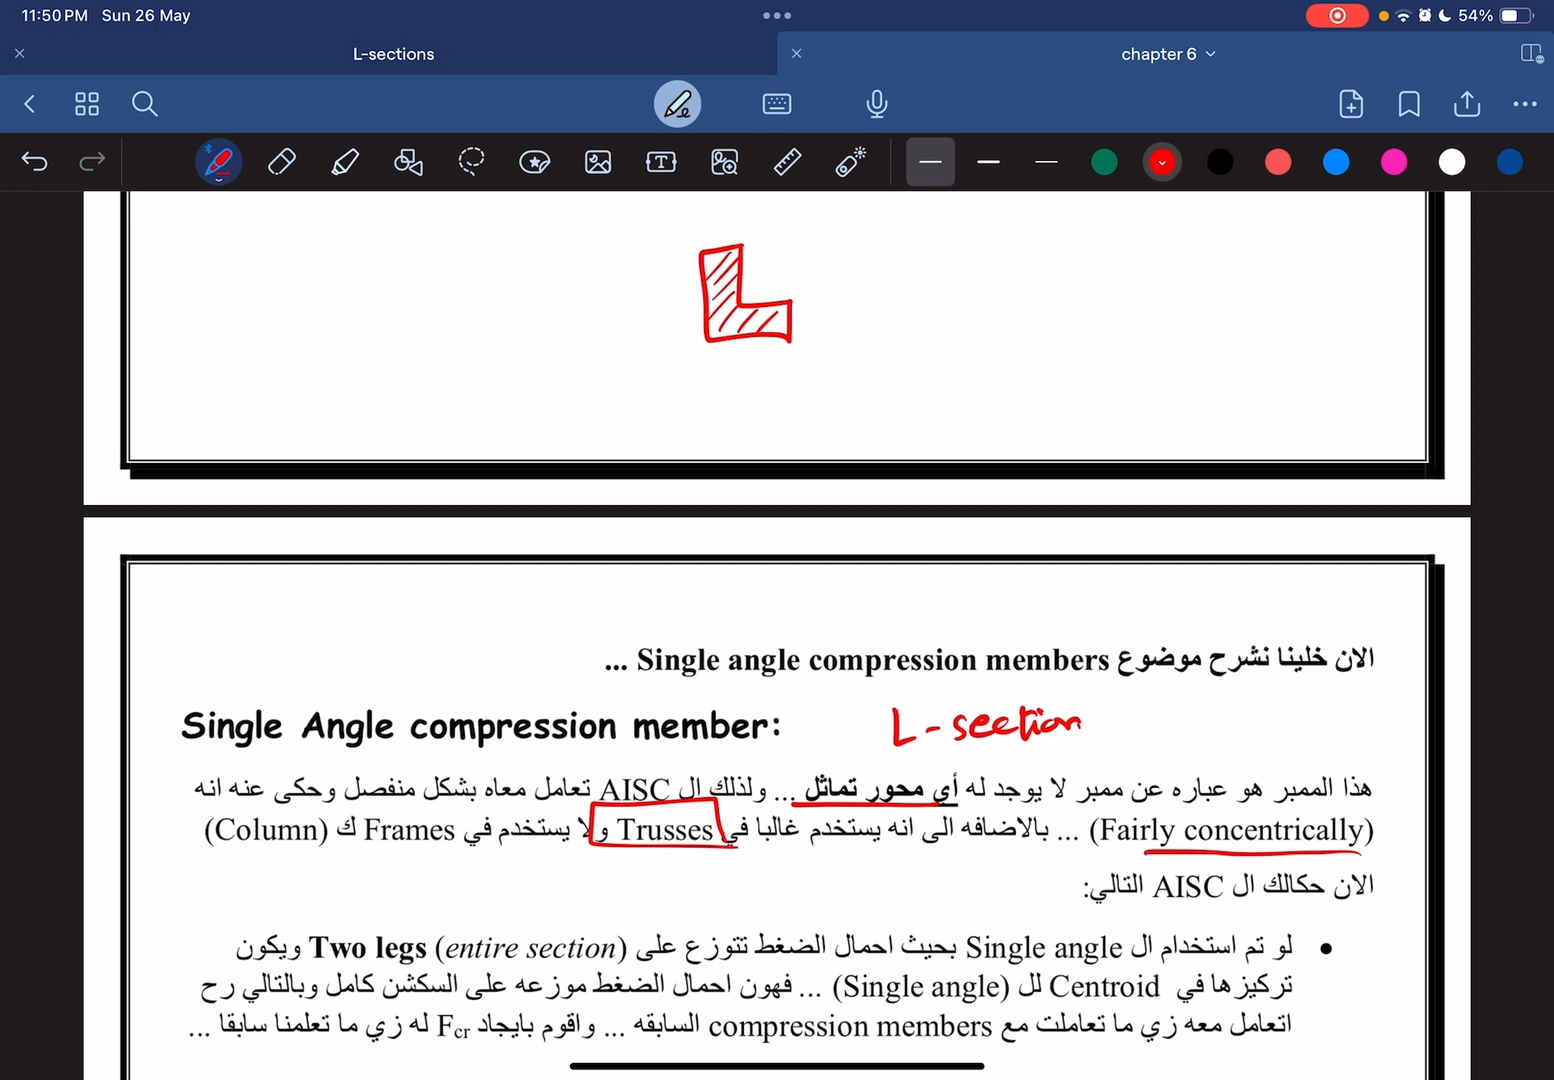 11:50 PM Sun 26 May
54%
L-sections
chapter 6
الان خلينا نشرح موضوع Single angle compression members ...
Single Angle compression member:
L-section
هذا الممبر هو عباره عن ممبر لا يوجد له أي محور تماثل ... ولذلك ال AISC تعامل معاه بشكل منفصل وحكى عنه انه
(Fairly concentrically) ... بالاضافه الى انه يستخدم غالبا في Trusses ولا يستخدم في Frames ك (Column)
الان حكالك ال AISC التالي:
• لو تم استخدام ال Single angle بحيث احمال الضغط تتوزع على Two legs (entire section) ويكون
تركيزها في Centroid لل (Single angle) ... فهون احمال الضغط موزعه على السكشن كامل وبالتالي رح
اتعامل معه زي ما تعاملت مع compression members السابقه ... واقوم بايجاد Fcr له زي ما تعلمنا سابقا ...